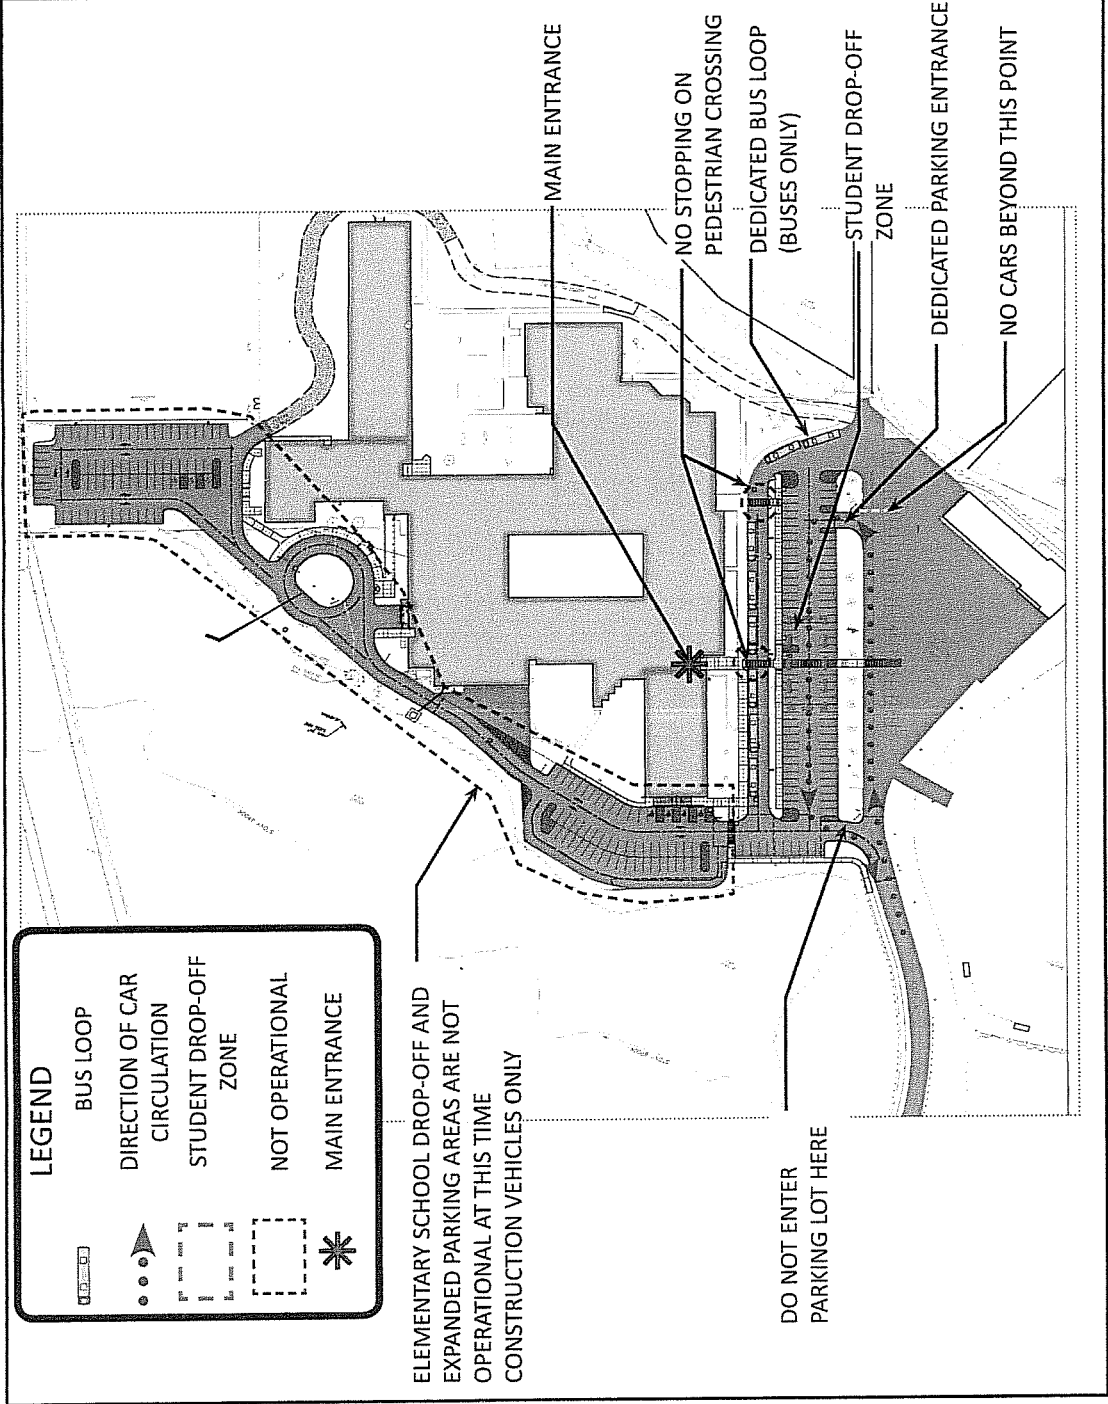 LEGEND
BUS LOOP
DIRECTION OF CAR
CIRCULATION
STUDENT DROP-OFF
ZONE
NOT OPERATIONAL
MAIN ENTRANCE
ELEMENTARY SCHOOL DROP-OFF AND
EXPANDED PARKING AREAS ARE NOT
OPERATIONAL AT THIS TIME
CONSTRUCTION VEHICLES ONLY
DO NOT ENTER
PARKING LOT HERE
MAIN ENTRANCE
NO STOPPING ON
PEDESTRIAN CROSSING
DEDICATED BUS LOOP
(BUSES ONLY)
STUDENT DROP-OFF
ZONE
DEDICATED PARKING ENTRANCE
NO CARS BEYOND THIS POINT